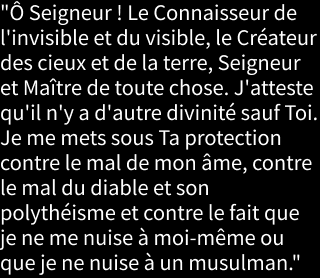 "Ô Seigneur ! Le Connaisseur de
l'invisible et du visible, le Créateur
des cieux et de la terre, Seigneur
et Maître de toute chose. J'atteste
qu'il n'y a d'autre divinité sauf Toi.
Je me mets sous Ta protection
contre le mal de mon âme, contre
le mal du diable et son
polythéisme et contre le fait que
je ne me nuise à moi-même ou
que je ne nuise à un musulman."